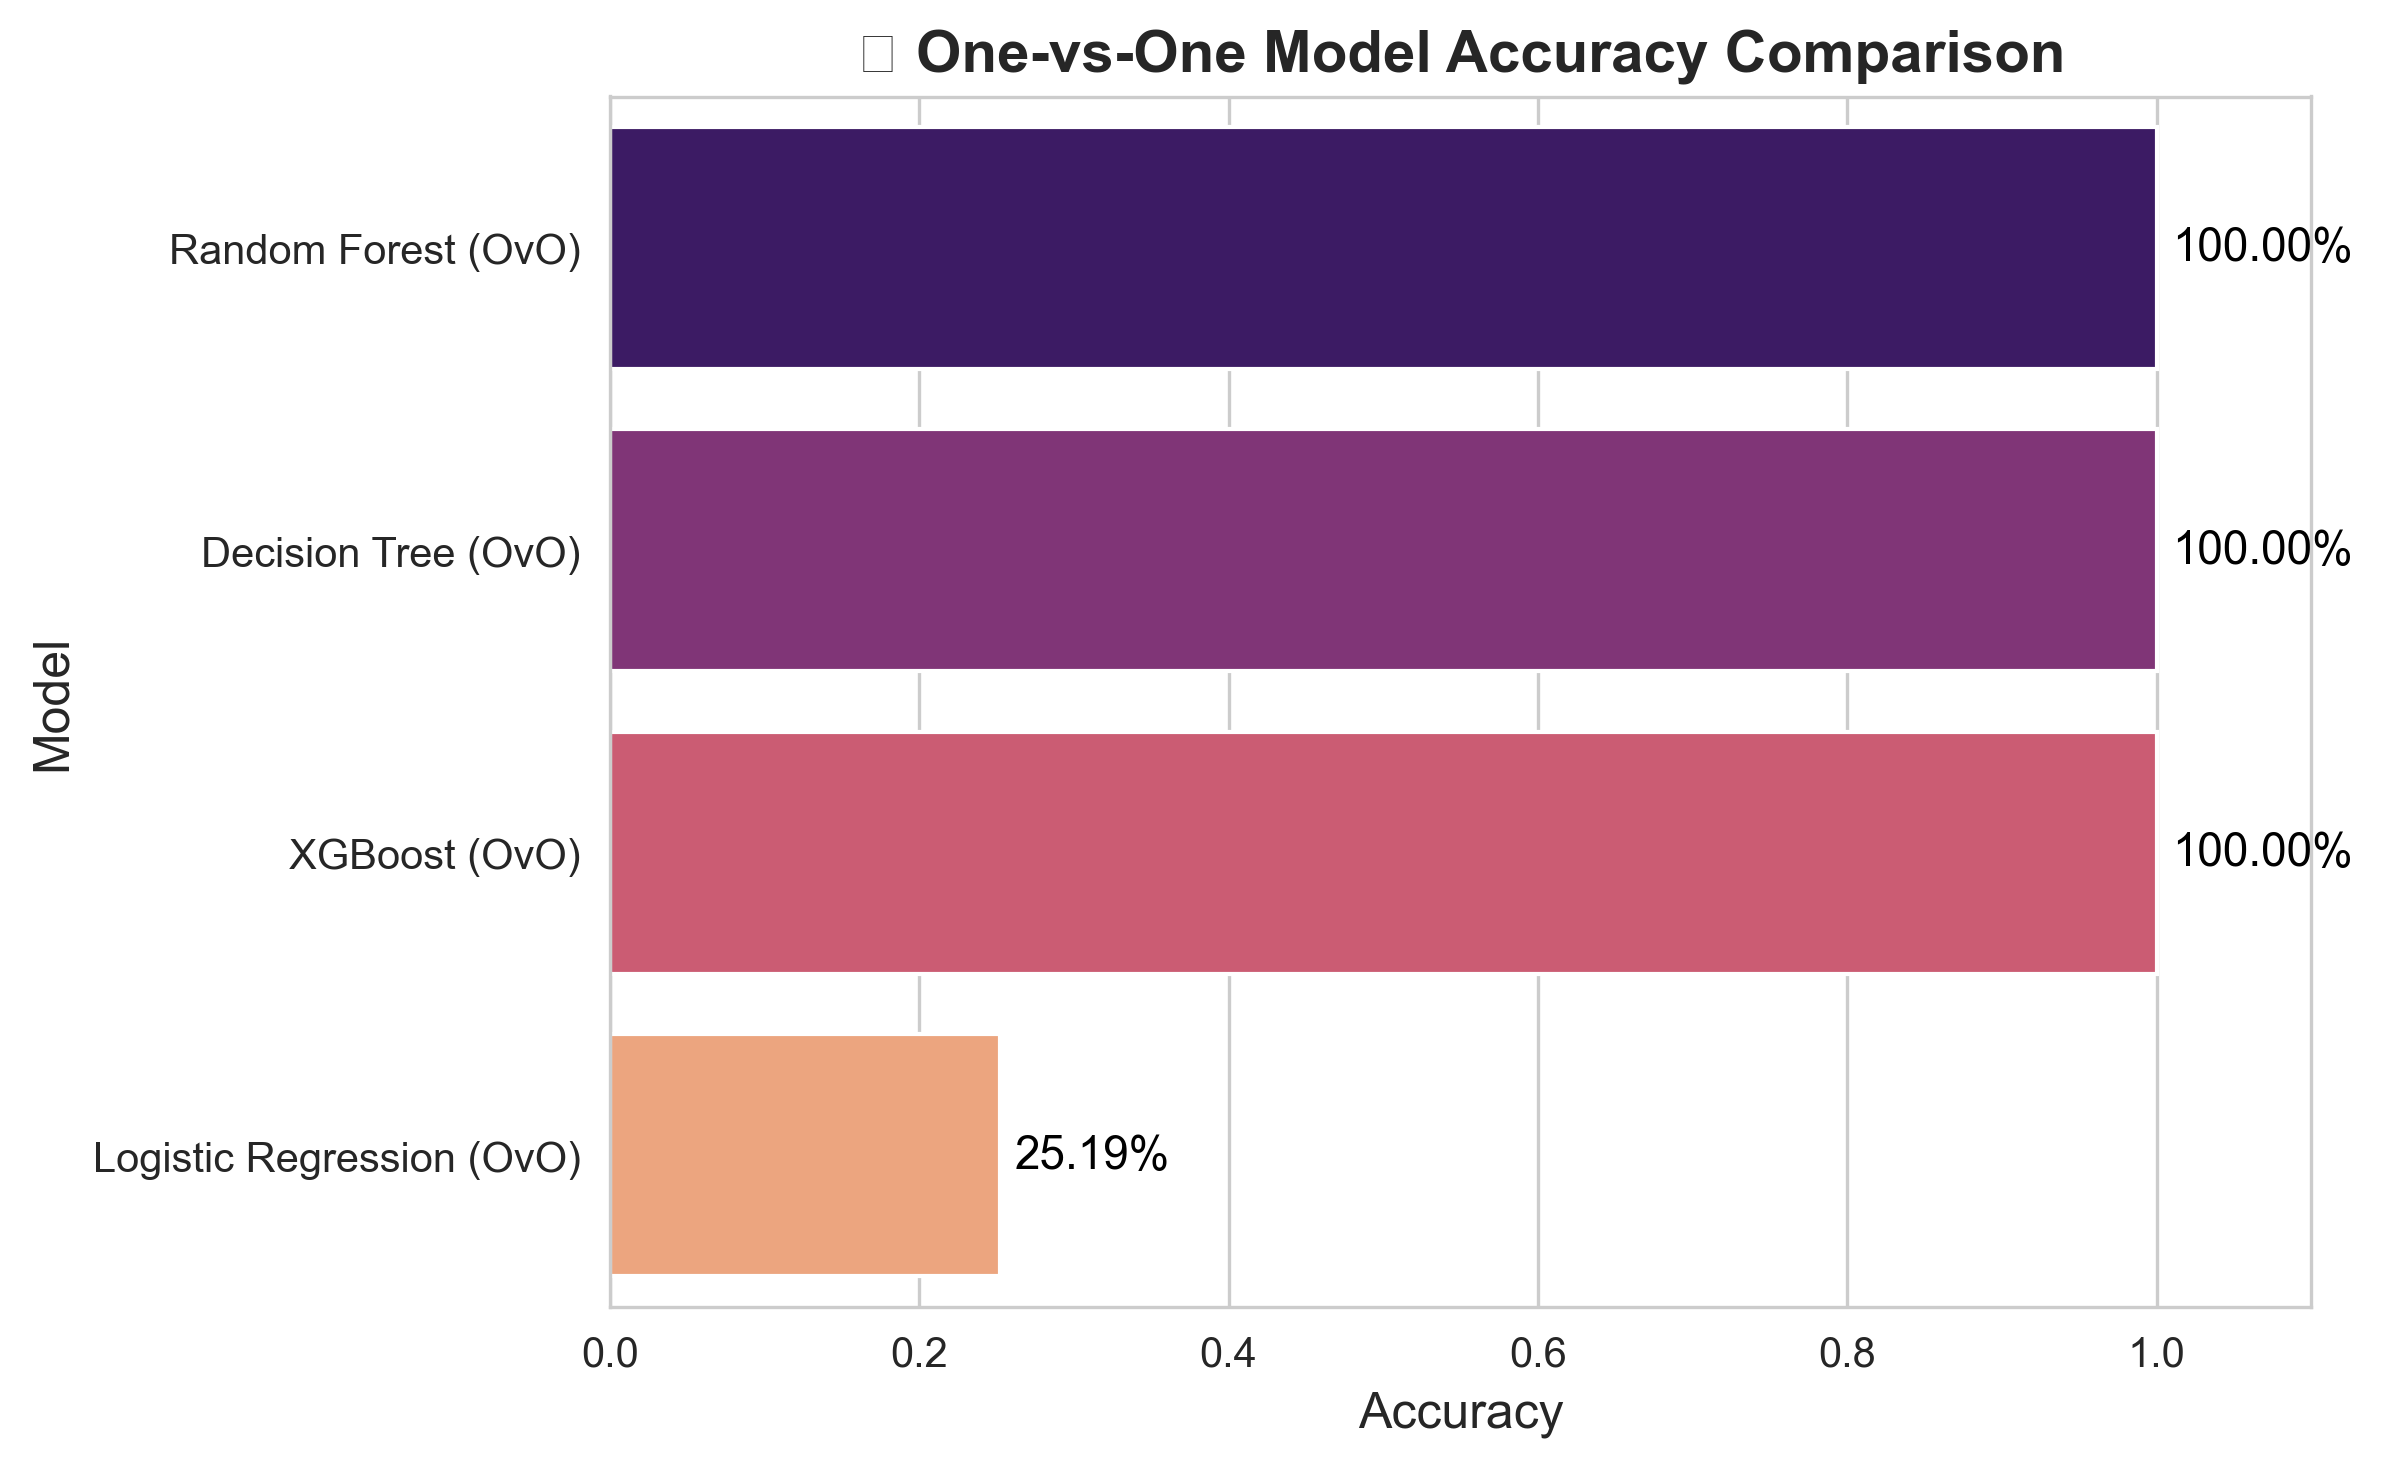 One-vs-One Model Accuracy Comparison
Random Forest (OvO)
100.00%
Decision Tree (OvO)
100.00%
Model
XGBoost (OvO)
100.00%
Logistic Regression (OvO)
25.19%
0.0 0.2 0.4 0.6 0.8 1.0
Accuracy